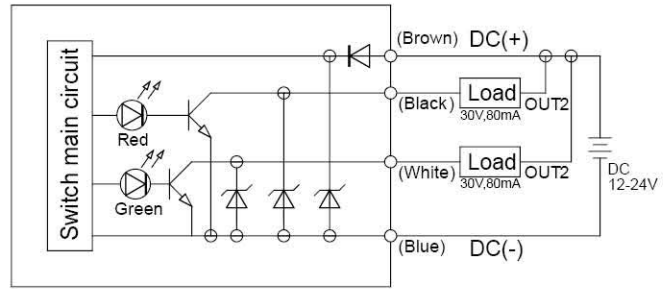 Switch main circuit
(Brown) DC(+)
(Black) Load OUT2
30V,80mA
Red
(White) Load OUT2
30V,80mA
DC
12-24V
Green
(Blue) DC(-)